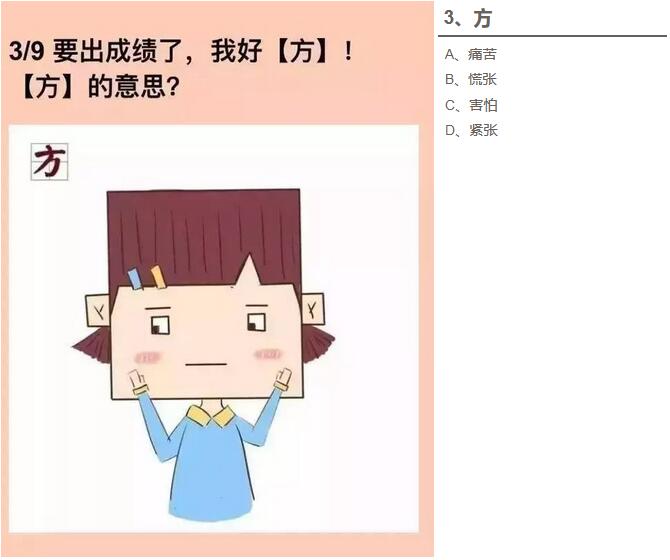 3/9 要出成绩了，我好【方】！
【方】的意思？
方
3、方
A、痛苦
B、慌张
C、害怕
D、紧张